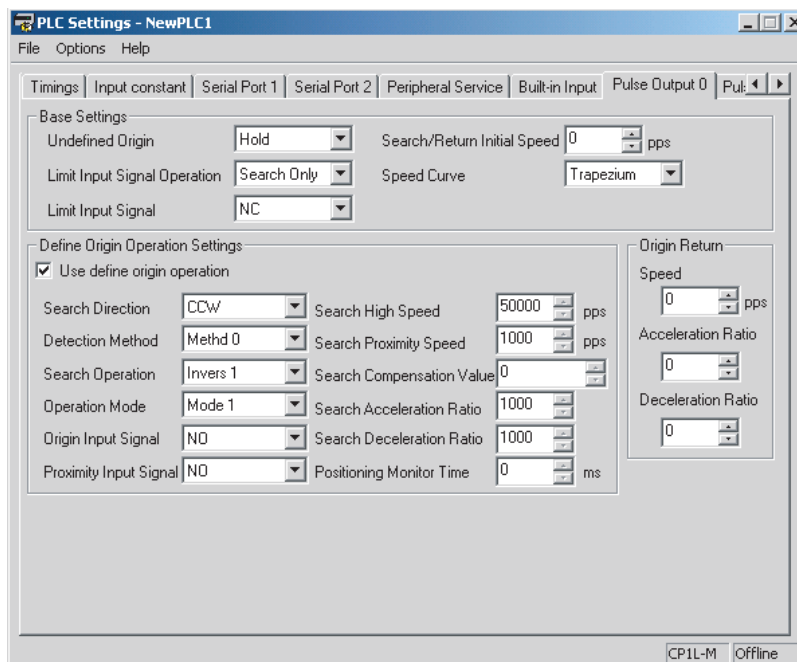 PLC Settings - NewPLC1
File Options Help
Timings Input constant Serial Port 1 Serial Port 2 Peripheral Service Built-in Input Pulse Output 0 Pul:
Base Settings
Undefined Origin Hold Search/Return Initial Speed 0 pps
Limit Input Signal Operation Search Only Speed Curve Trapezium
Limit Input Signal NC
Define Origin Operation Settings
Use define origin operation
Search Direction CCW Search High Speed 50000 pps
Detection Method Methd 0 Search Proximity Speed 1000 pps
Search Operation Invers 1 Search Compensation Value 0
Operation Mode Mode 1 Search Acceleration Ratio 1000
Origin Input Signal NO Search Deceleration Ratio 1000
Proximity Input Signal NO Positioning Monitor Time 0 ms
Origin Return
Speed
0 pps
Acceleration Ratio
0
Deceleration Ratio
0
CP1L-M Offline